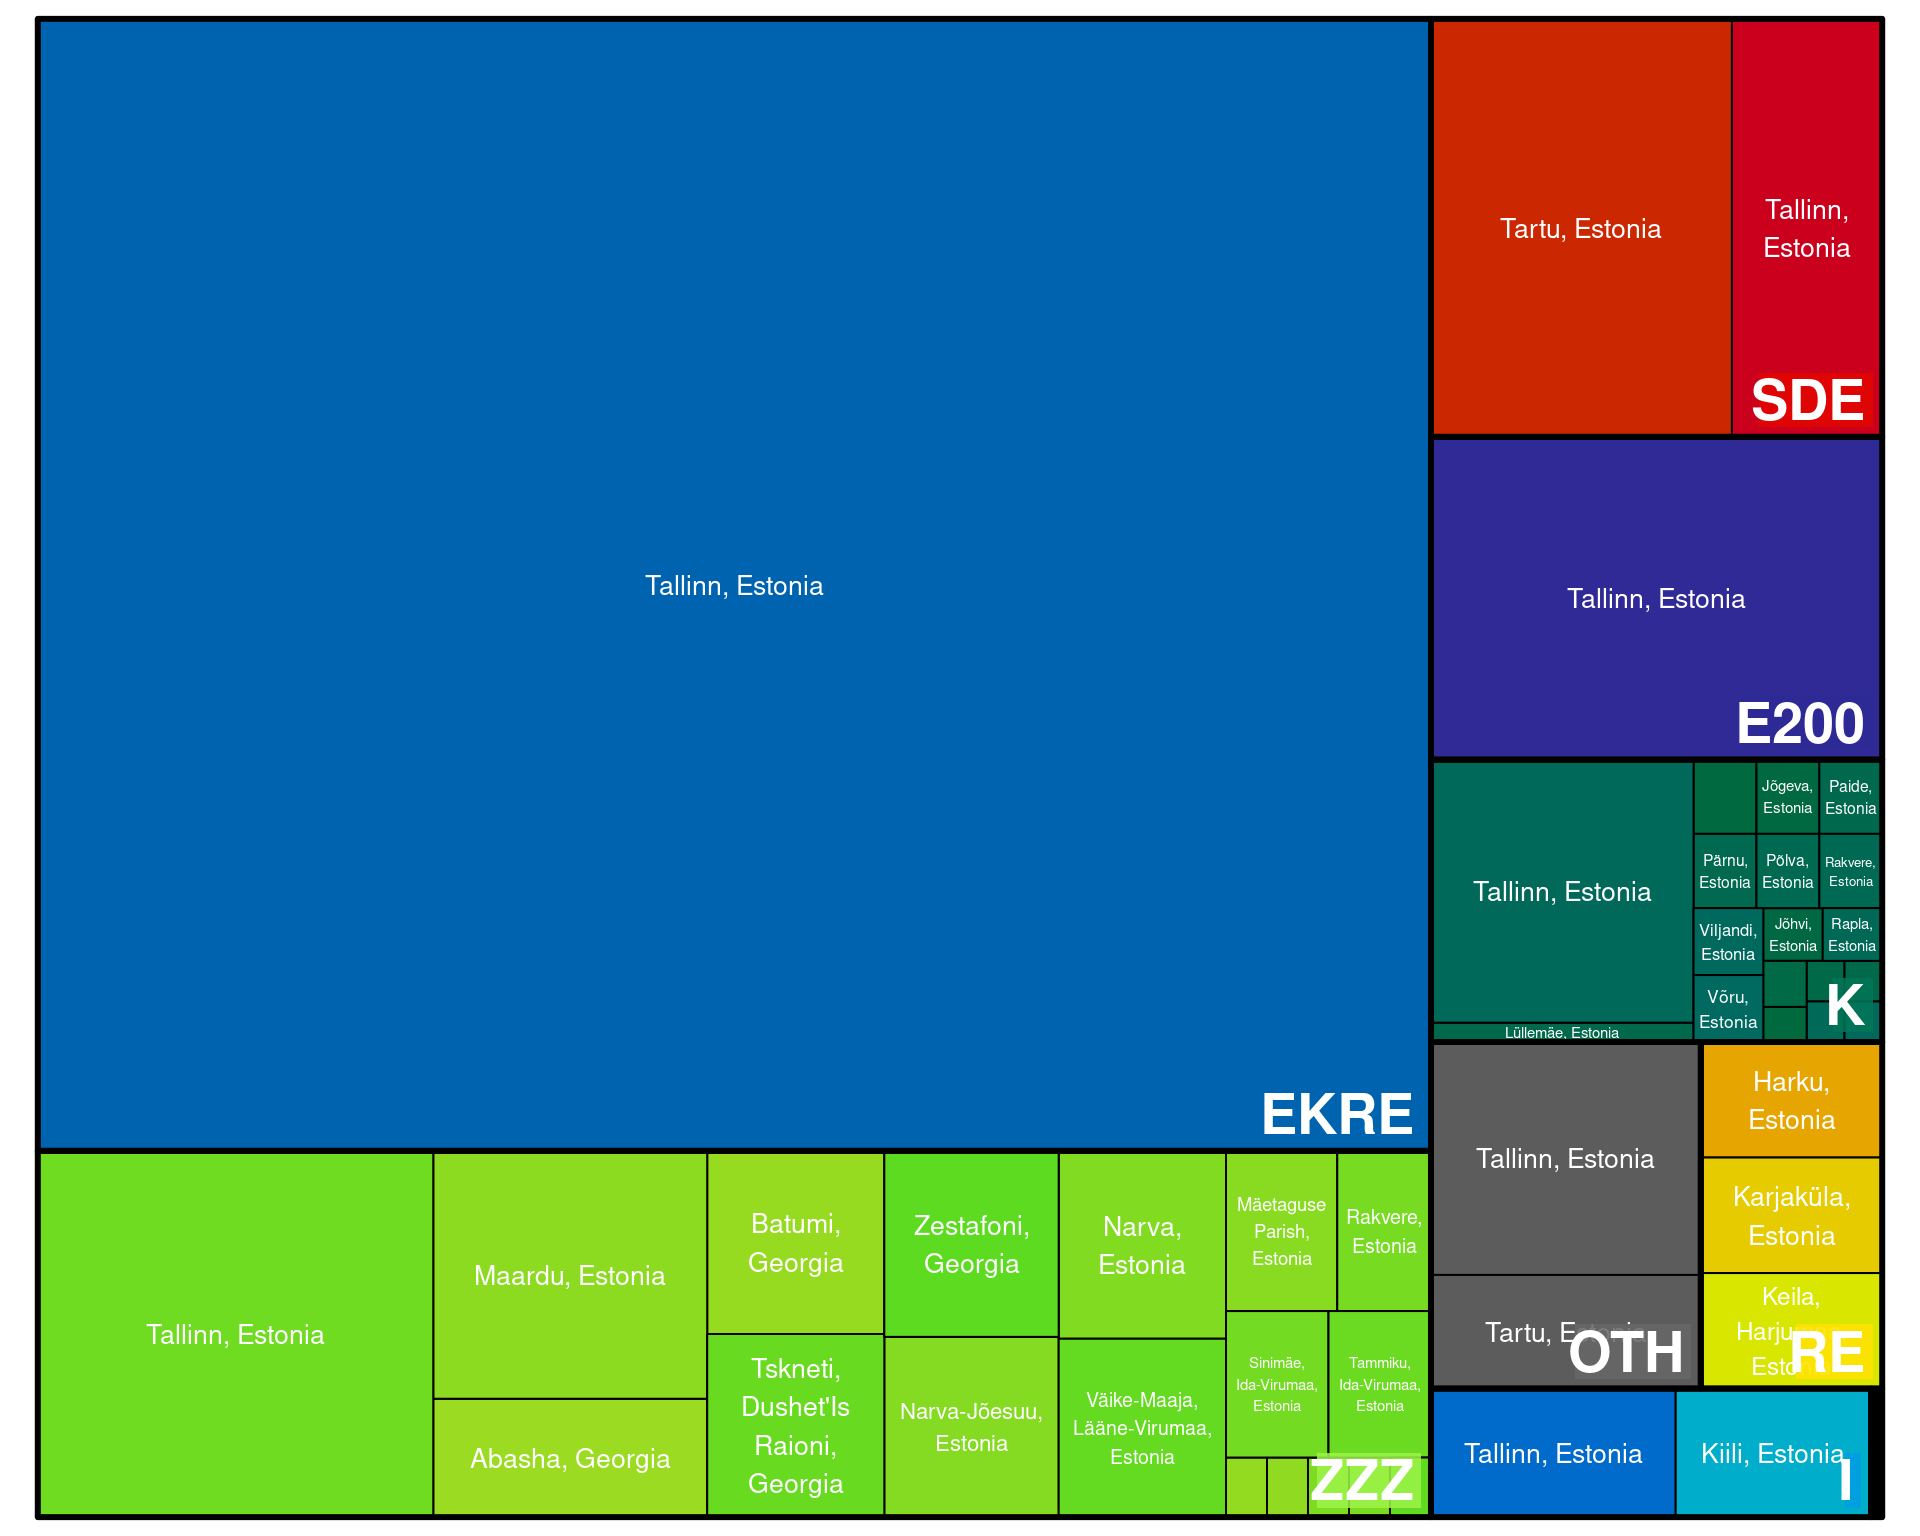 Tallinn, Estonia
EKRE
Tartu, Estonia
Tallinn,
Estonia
SDE
Tallinn, Estonia
E200
Tallinn, Estonia
Lüllemäe, Estonia
Jõgeva,
Estonia
Paide,
Estonia
Pärnu,
Estonia
Põlva,
Estonia
Rakvere,
Estonia
Viljandi,
Estonia
Jõhvi,
Estonia
Rapla,
Estonia
Võru,
Estonia
K
Tallinn, Estonia
Tartu, Estonia
OTH
Harku,
Estonia
Karjaküla,
Estonia
Keila,
RE
Tallinn, Estonia
Kiili, Estonia
I
Tallinn, Estonia
Maardu, Estonia
Abasha, Georgia
Batumi,
Georgia
Tskneti,
Dushet'Is
Raioni,
Georgia
Zestafoni,
Georgia
Narva-Jõesuu,
Estonia
Narva,
Estonia
Väike-Maaja,
Lääne-Virumaa,
Estonia
Mäetaguse
Parish,
Estonia
Rakvere,
Estonia
Sinimäe,
Ida-Virumaa,
Estonia
Tammiku,
Ida-Virumaa,
Estonia
ZZZ